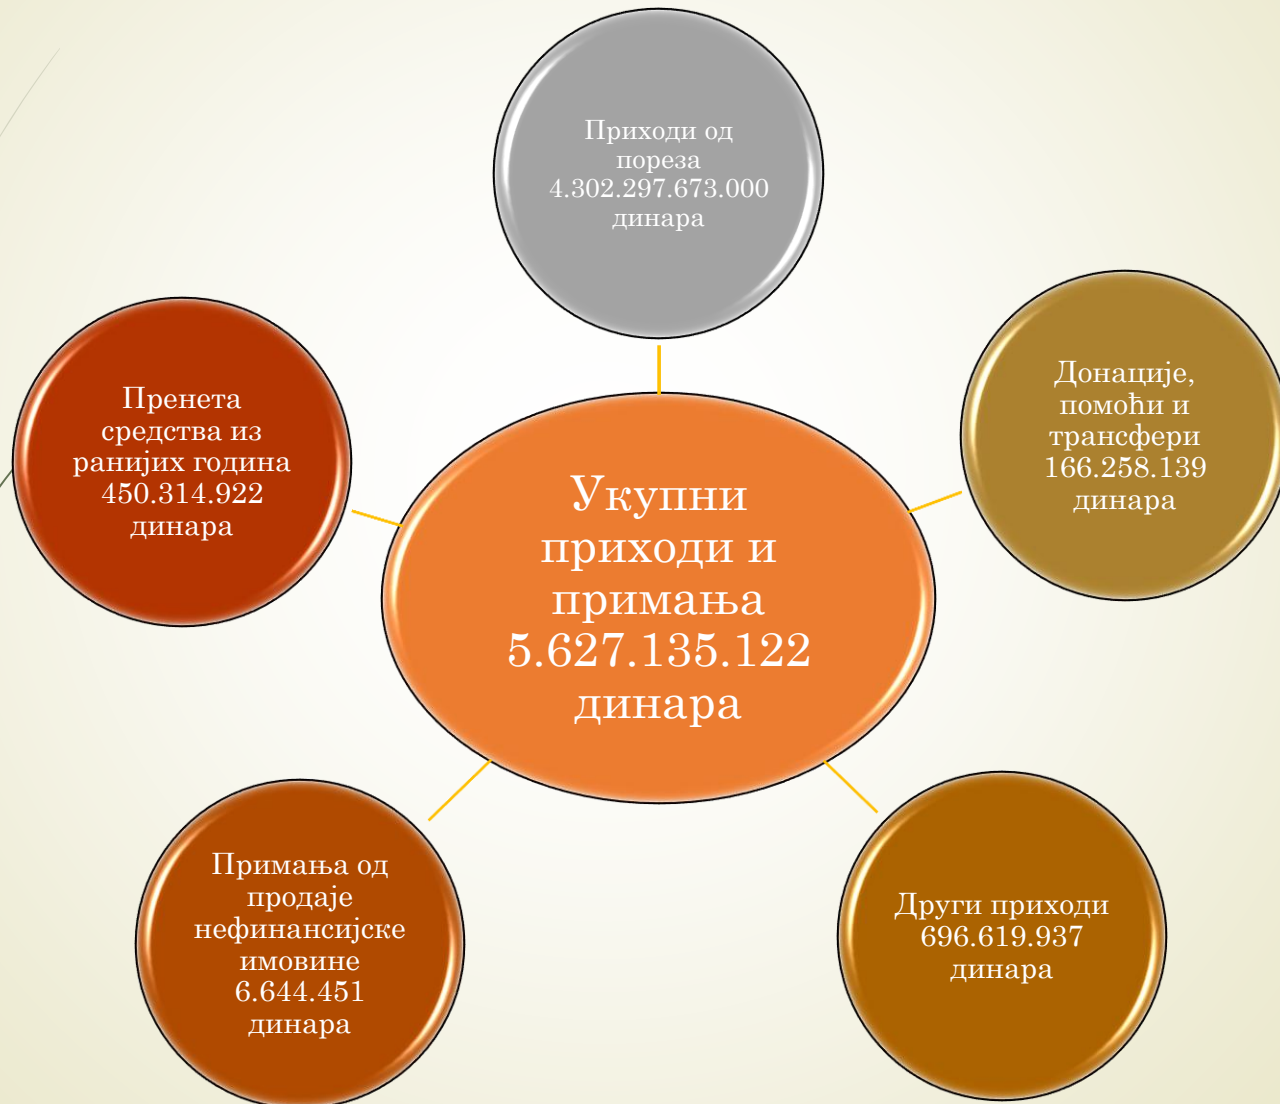 Приходи од
пореза
4.302.297.673.000
динара
Донације,
помоћи и
трансфери
166.258.139
динара
Пренета
средства из
ранијих година
450.314.922
динара
Укупни
приходи и
примања
5.627.135.122
динара
Примања од
продаје
нефинансијске
имовине
6.644.451
динара
Други приходи
696.619.937
динара